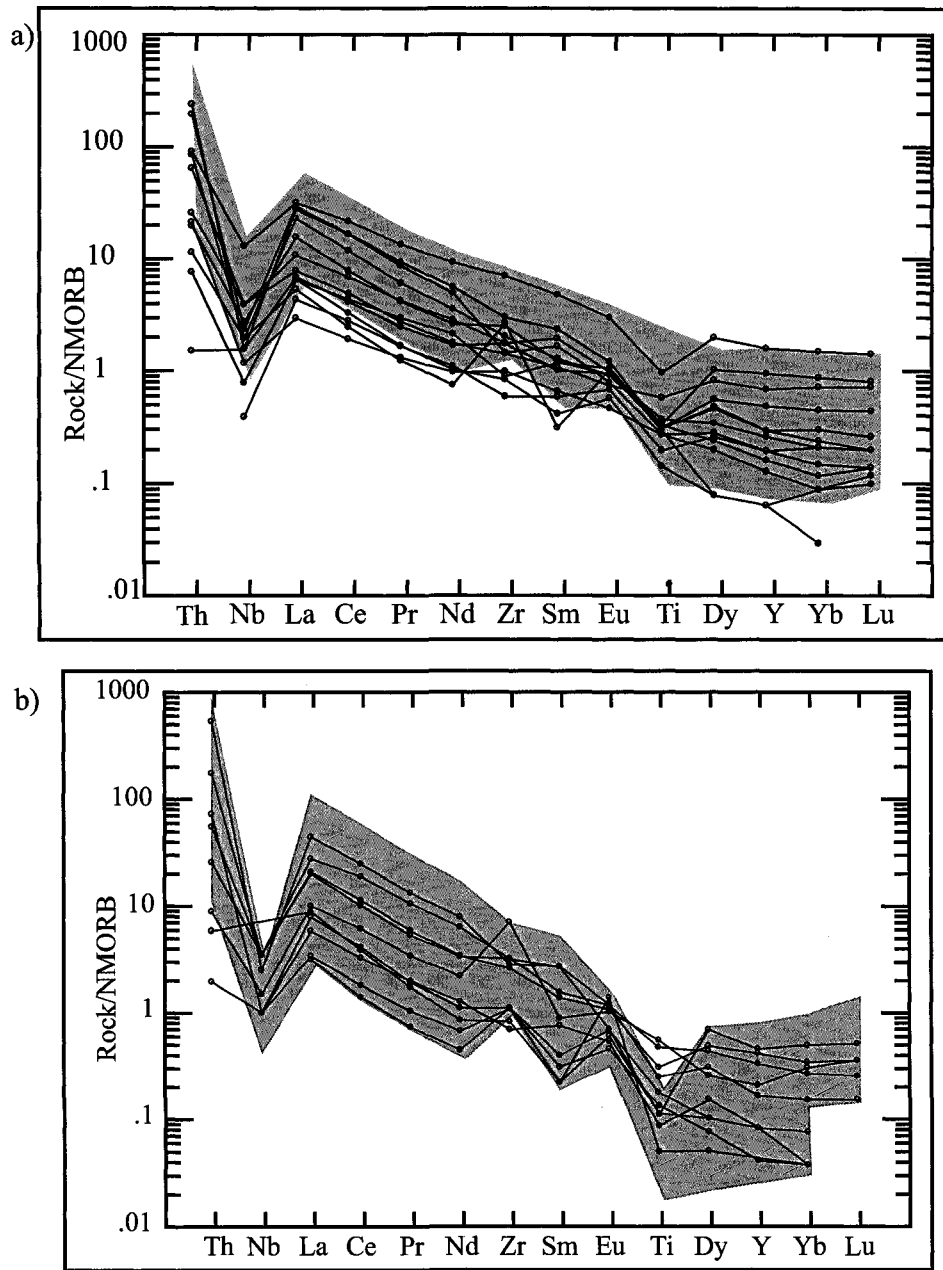 a)
1000
100
10
1
.1
.01
Rock/NMORB
Th Nb La Ce Pr Nd Zr Sm Eu Ti Dy Y Yb Lu
b)
1000
100
10
1
0.1
.01
Rock/NMORB
Th Nb La Ce Pr Nd Zr Sm Eu Ti Dy Y Yb Lu